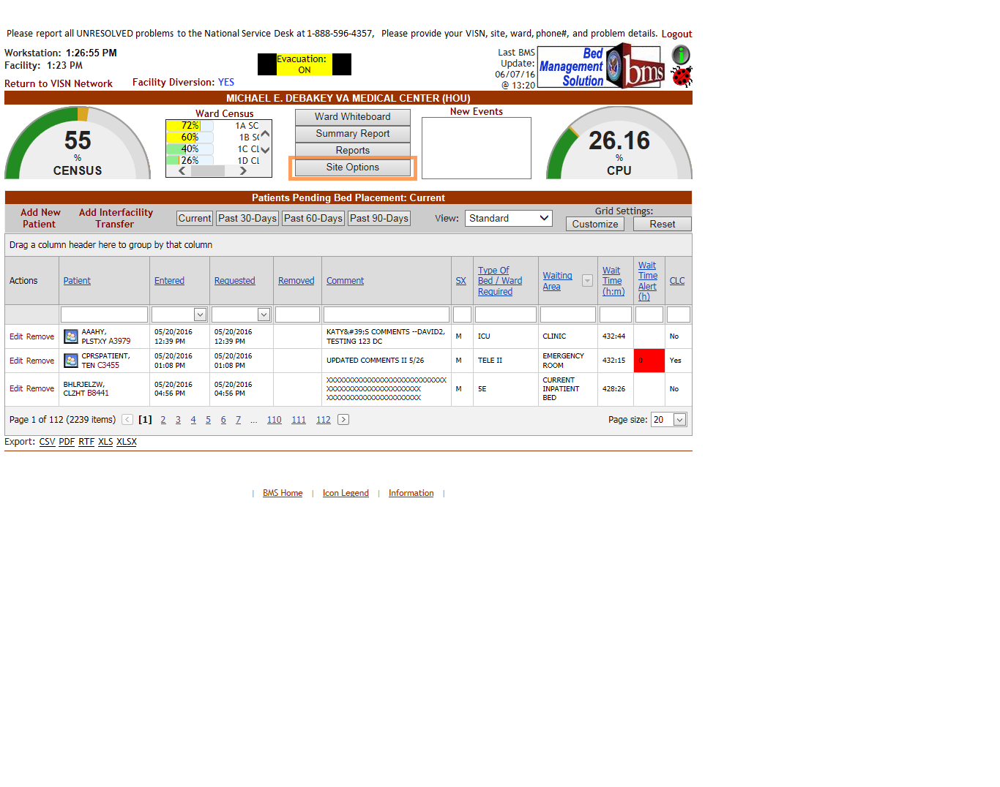 Please report all UNRESOLVED problems to the National Service Desk at 1-888-596-4357, Please provide your VISN, site, ward, phone#, and problem details. Logout
Workstation: 1:26:55 PM
Facility: 1:23 PM
Return to VISN Network
Facility Diversion: YES
Evacuation:
ON
Last BMS
Update:
06/07/16
@ 13:20
Bed
Management
Solution
bms
MICHAEL E. DEBAKEY VA MEDICAL CENTER (HOU)
55
%
CENSUS
Ward Census
72% 1A SC
60% 1B SC
40% 1C CL
26% 1D CL
Ward Whiteboard
Summary Report
Reports
Site Options
New Events
26.16
%
CPU
Patients Pending Bed Placement: Current
Add New
Patient
Add Interfacility
Transfer
Current Past 30-Days Past 60-Days Past 90-Days
View: Standard
Grid Settings:
Customize Reset
Drag a column header here to group by that column
Actions
Patient
Entered
Requested
Removed
Comment
SX
Type Of
Bed / Ward
Required
Waiting
Area
Wait
Time
(h:m)
Wait
Time
Alert
(h)
CLC
Edit Remove
AAAHY,
PLSTXY A3979
05/20/2016
12:39 PM
05/20/2016
12:39 PM
KATY&#39;S COMMENTS --DAVID2,
TESTING 123 DC
M
ICU
CLINIC
432:44
No
Edit Remove
CPRSPATIENT,
TEN C3455
05/20/2016
01:08 PM
05/20/2016
01:08 PM
UPDATED COMMENTS II 5/26
M
TELE II
EMERGENCY
ROOM
432:15
0
Yes
Edit Remove
BHLRJELZW,
CLZHT B8441
05/20/2016
04:56 PM
05/20/2016
04:56 PM
M
5E
CURRENT
INPATIENT
BED
428:26
No
Page 1 of 112 (2239 items) [1] 2 3 4 5 6 7 ... 110 111 112
Page size: 20
Export: CSV PDF RTF XLS XLSX
| BMS Home | Icon Legend | Information |